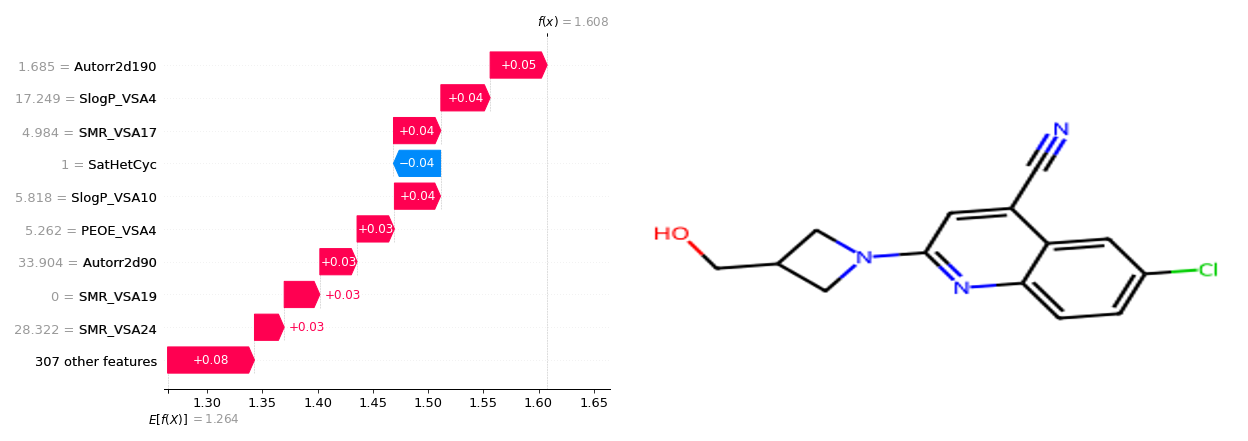 f(x) = 1.608
1.685 = Autorr2d190
+0.05
17.249 = SlogP_VSA4
+0.04
4.984 = SMR_VSA17
+0.04
1 = SatHetCyc
−0.04
5.818 = SlogP_VSA10
+0.04
5.262 = PEOE_VSA4
+0.03
33.904 = Autorr2d90
+0.03
0 = SMR_VSA19
+0.03
28.322 = SMR_VSA24
+0.03
307 other features
+0.08
1.30 1.35 1.40 1.45 1.50 1.55 1.60 1.65
E[f(X)] = 1.264
N
HO
N
N
Cl